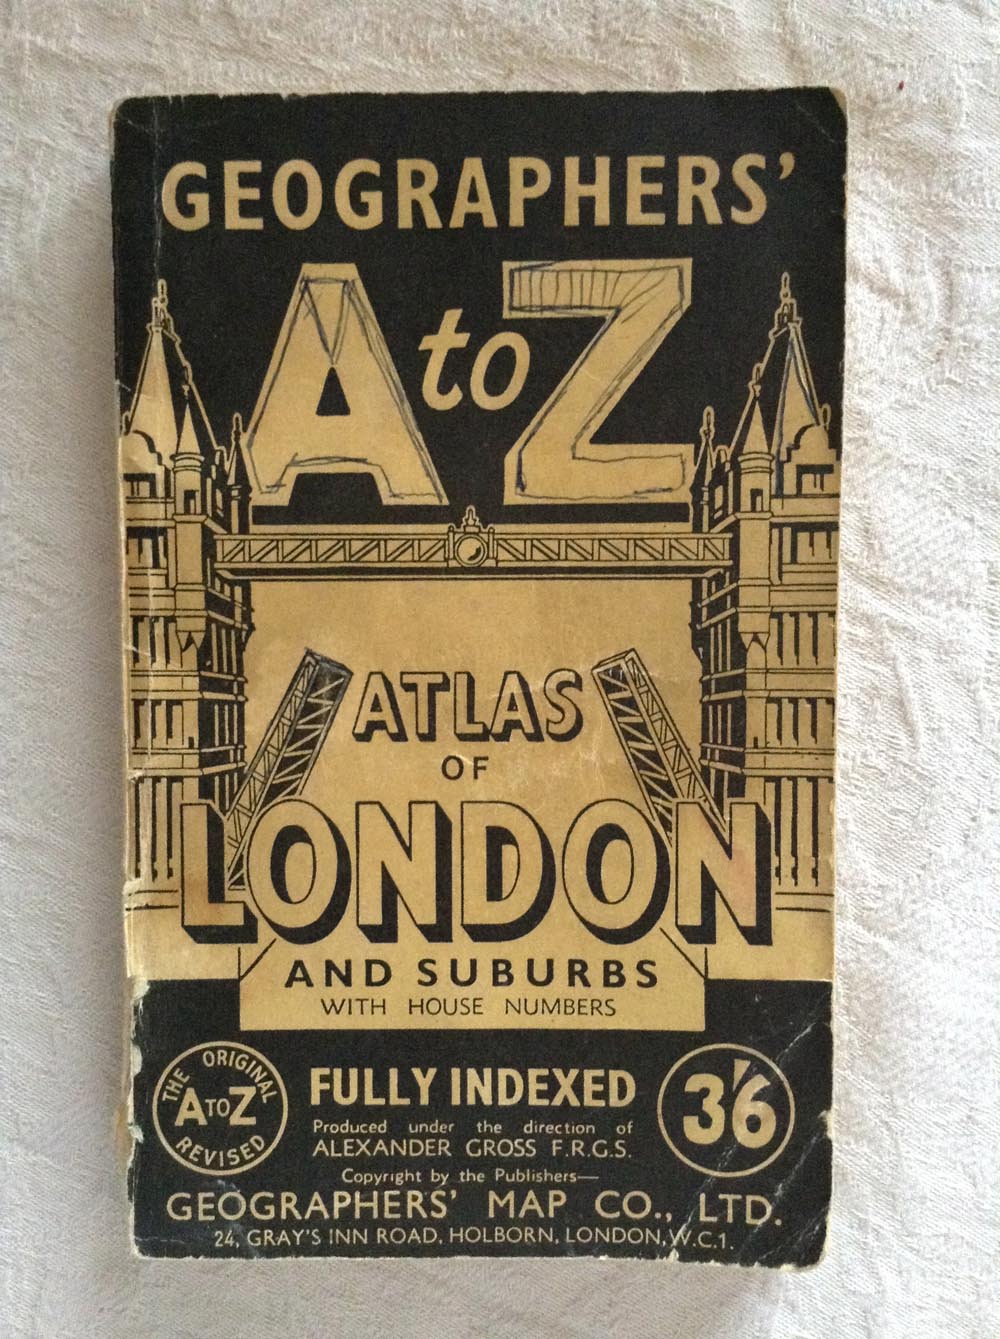 GEOGRAPHERS'
A to Z
ATLAS
OF
LONDON
AND SUBURBS
WITH HOUSE NUMBERS
THE ORIGINAL
A TO Z
REVISED
FULLY INDEXED
Produced under the direction of
ALEXANDER GROSS F.R.G.S.
3'6
Copyright by the Publishers—
GEOGRAPHERS' MAP CO., LTD.
24, GRAY'S INN ROAD, HOLBORN, LONDON, W.C.1.